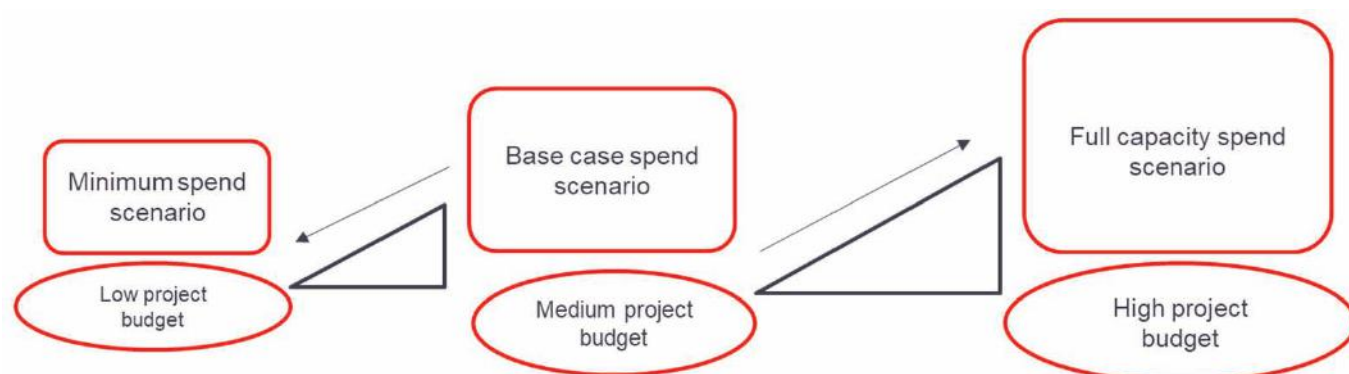 Minimum spend
scenario
Low project
budget
Base case spend
scenario
Medium project
budget
Full capacity spend
scenario
High project
budget